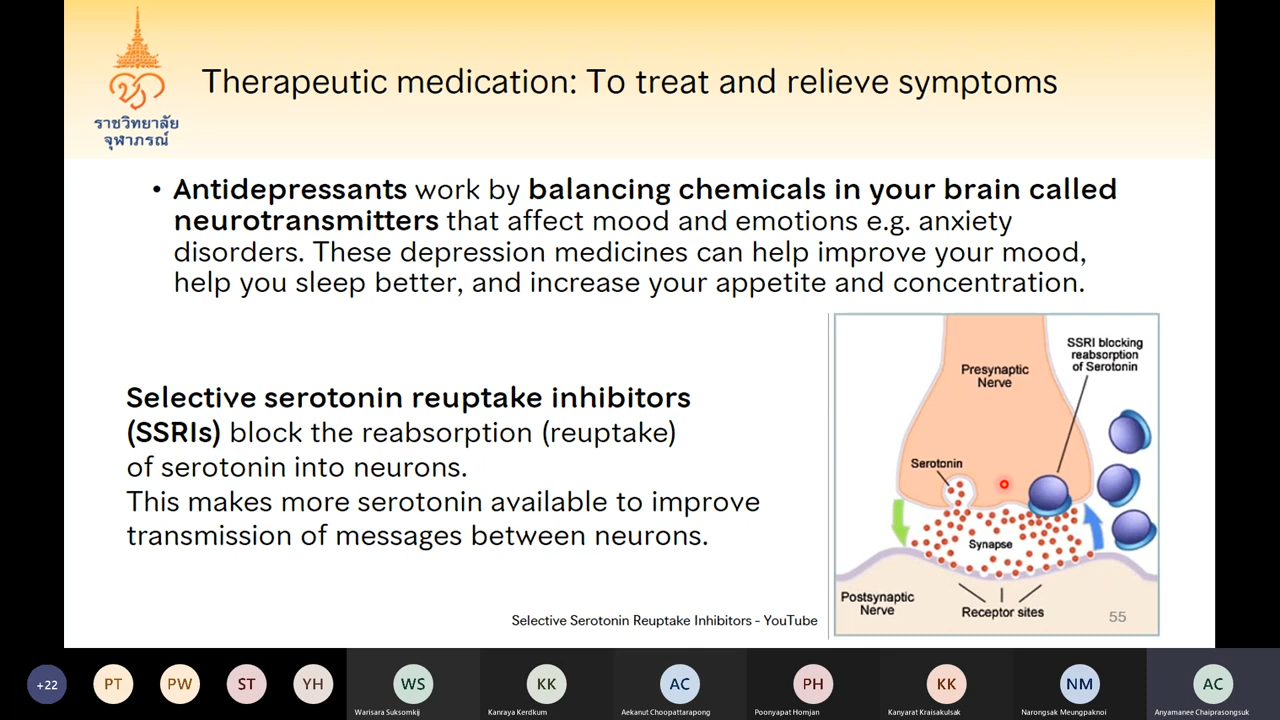 ราชวิทยาลัย
จุฬาภรณ์
Therapeutic medication: To treat and relieve symptoms
• Antidepressants work by balancing chemicals in your brain called
neurotransmitters that affect mood and emotions e.g. anxiety
disorders. These depression medicines can help improve your mood,
help you sleep better, and increase your appetite and concentration.
Selective serotonin reuptake inhibitors
(SSRIs) block the reabsorption (reuptake)
of serotonin into neurons.
This makes more serotonin available to improve
transmission of messages between neurons.
SSRI blocking
reabsorption
of Serotonin
Presynaptic
Nerve
Serotonin
Synapse
Postsynaptic
Nerve
Receptor sites
55
Selective Serotonin Reuptake Inhibitors - YouTube
+22
PT
PW
ST
YH
WS
KK
AC
PH
KK
NM
AC
Warisara Suksomkij
Kanraya Kerdkum
Aekanut Choopattarapong
Poonyapat Homjan
Kanyarat Kraisakulsak
Narongsak Meungpaknoi
Anyamanee Chaiprasongsuk